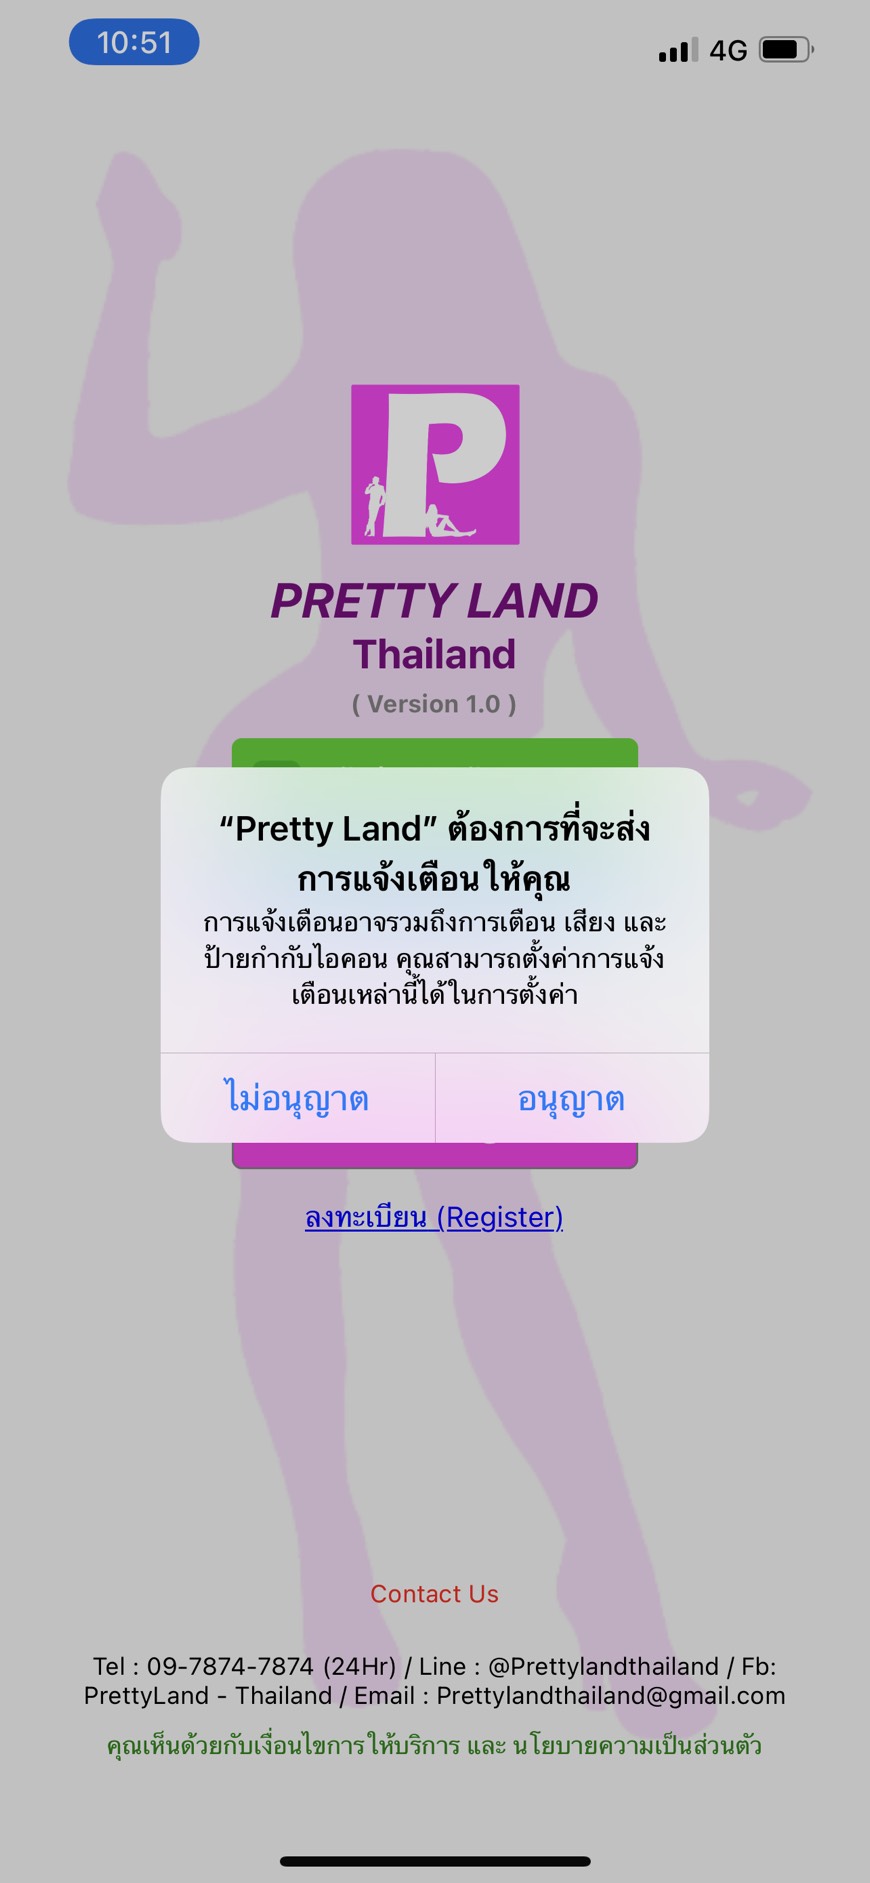 10:51
4G
P
PRETTY LAND
Thailand
( Version 1.0 )
“Pretty Land” ต้องการที่จะส่ง
การแจ้งเตือนให้คุณ
การแจ้งเตือนอาจรวมถึงการเตือน เสียง และ
ป้ายกำกับไอคอน คุณสามารถตั้งค่าการแจ้ง
เตือนเหล่านี้ได้ในการตั้งค่า
ไม่อนุญาต
อนุญาต
ลงทะเบียน (Register)
Contact Us
Tel : 09-7874-7874 (24Hr) / Line : @Prettylandthailand / Fb:
PrettyLand - Thailand / Email : Prettylandthailand@gmail.com
คุณเห็นด้วยกับเงื่อนไขการให้บริการ และ นโยบายความเป็นส่วนตัว